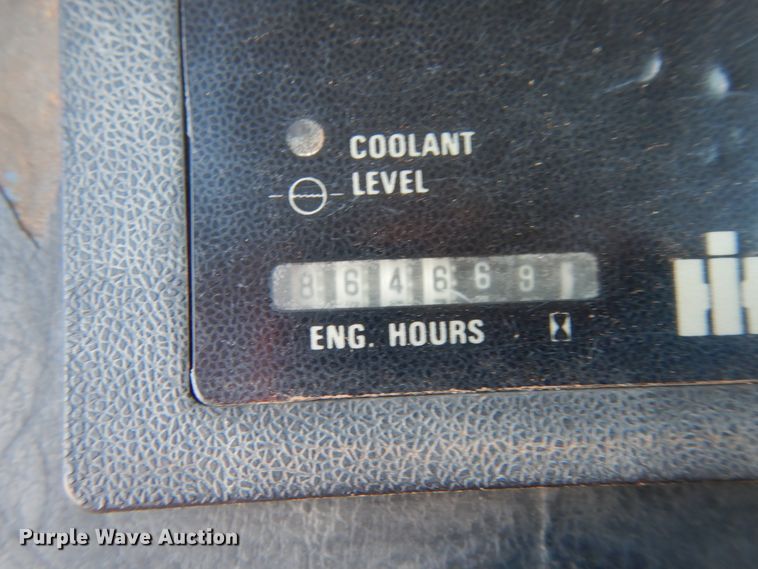 COOLANT
LEVEL
864669
ENG. HOURS
Purple Wave Auction